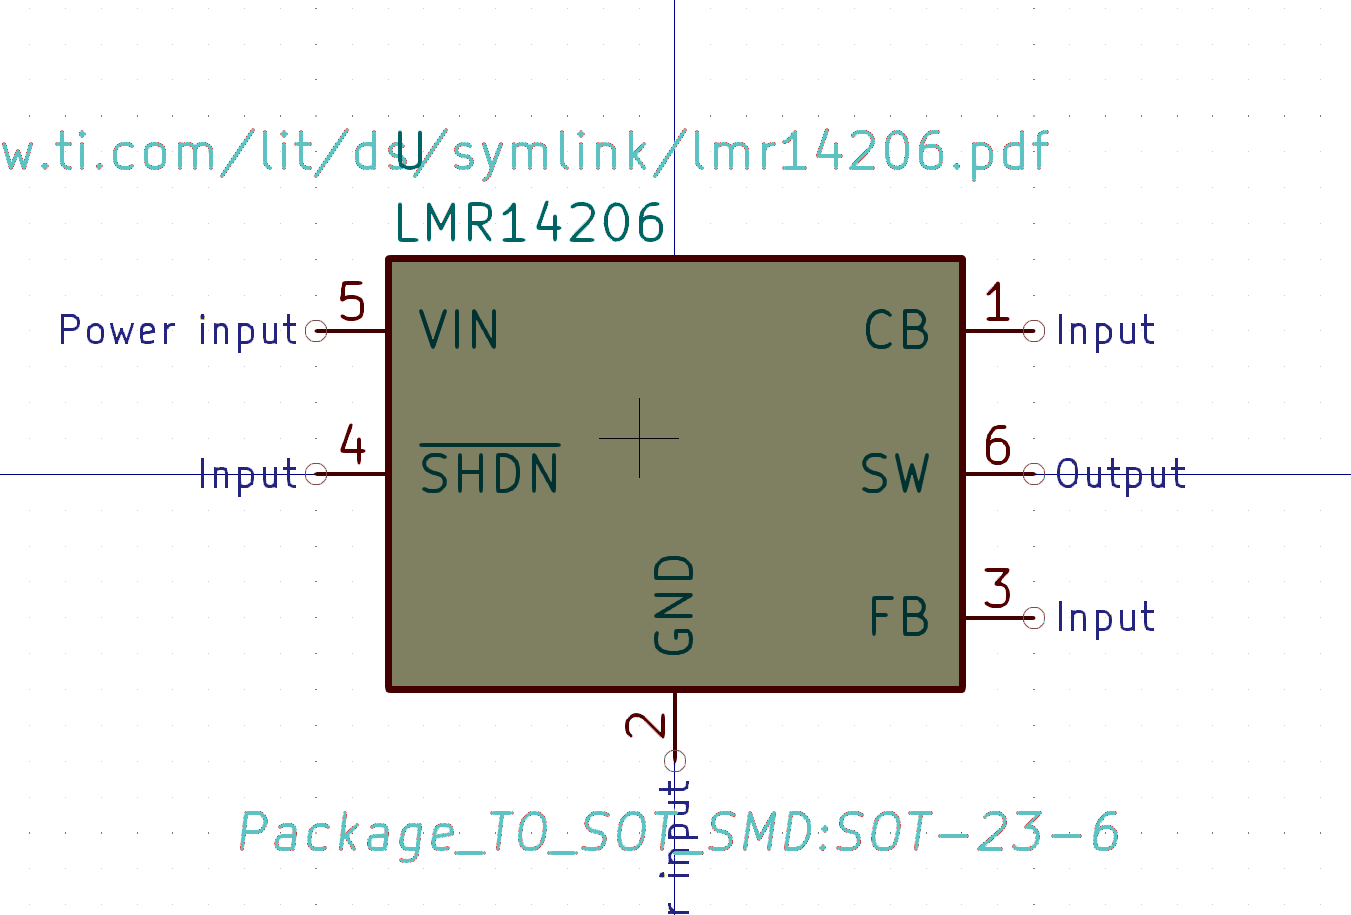 w.ti.com/lit/ds/symlink/lmr14206.pdf
U
LMR14206
5 1
Power input VIN CB Input
4 6
Input SHDN SW Output
GND
3
FB Input
2
r input
Package_TO_SOT_SMD:SOT-23-6